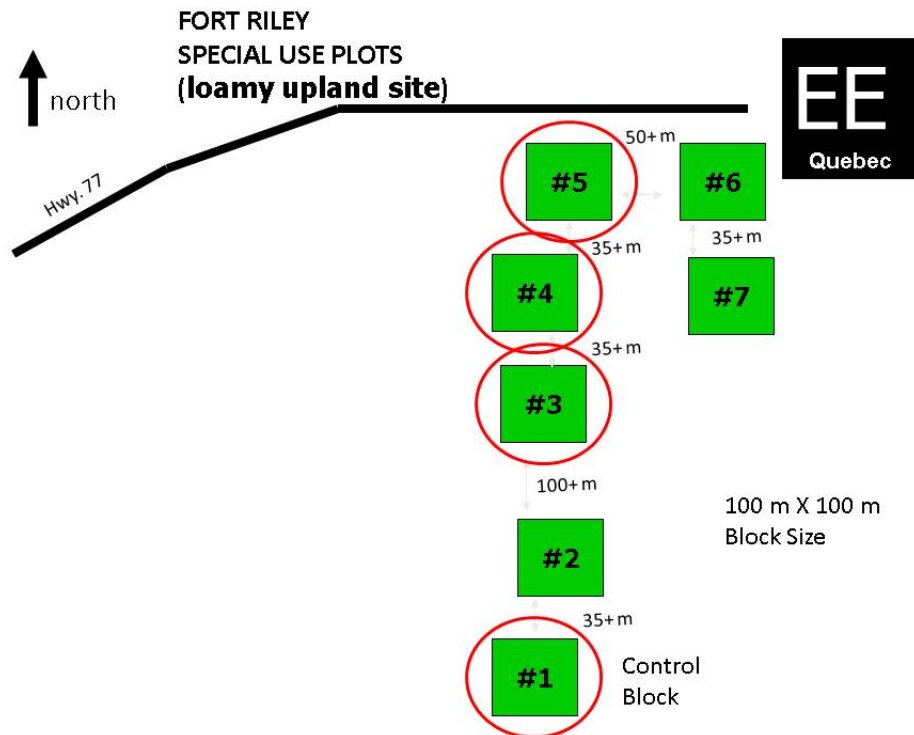 FORT RILEY
SPECIAL USE PLOTS
(loamy upland site)
north
EE
Quebec
Hwy. 77
50+ m
#5
#6
35+ m
35+ m
#4
#7
35+ m
#3
100+ m
100 m X 100 m
Block Size
#2
35+ m
#1
Control
Block